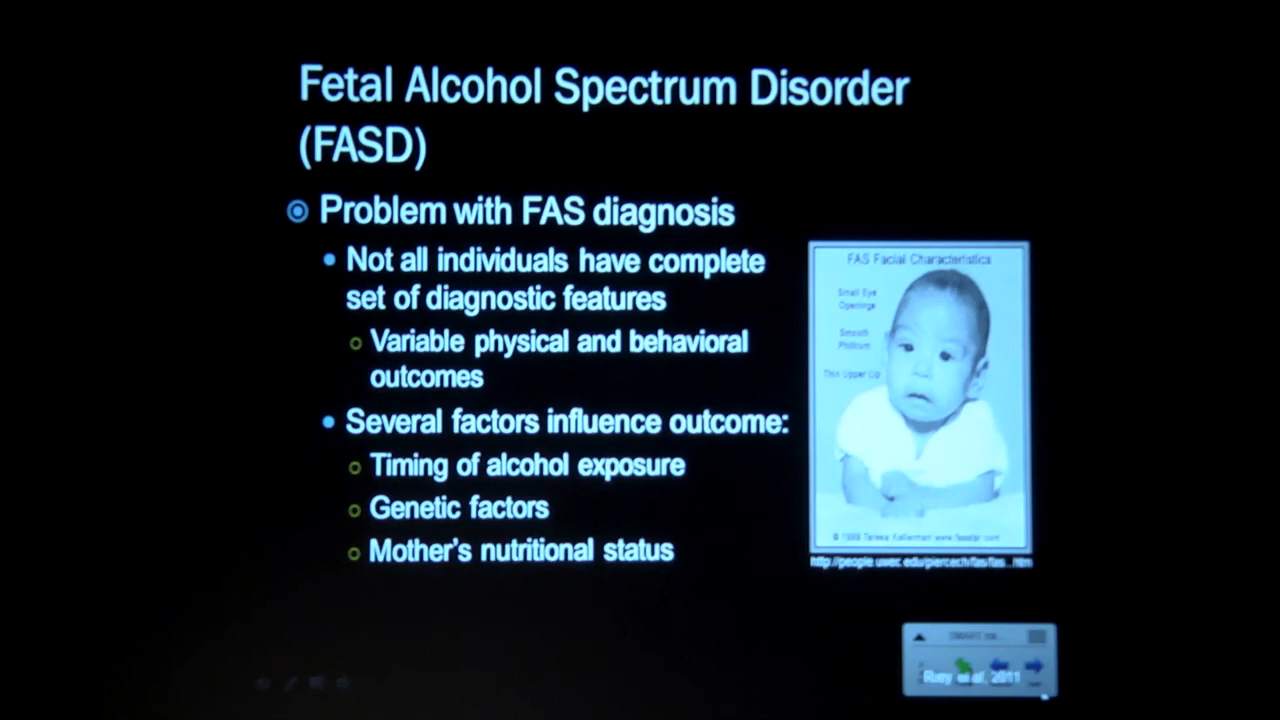 Fetal Alcohol Spectrum Disorder
(FASD)
Problem with FAS diagnosis
Not all individuals have complete
set of diagnostic features
Variable physical and behavioral
outcomes
Several factors influence outcome:
Timing of alcohol exposure
Genetic factors
Mother's nutritional status
FAS Facial Characteristics
Small Eye
Openings
Smooth
Philtrum
Thin Upper Lip
et al. 2011